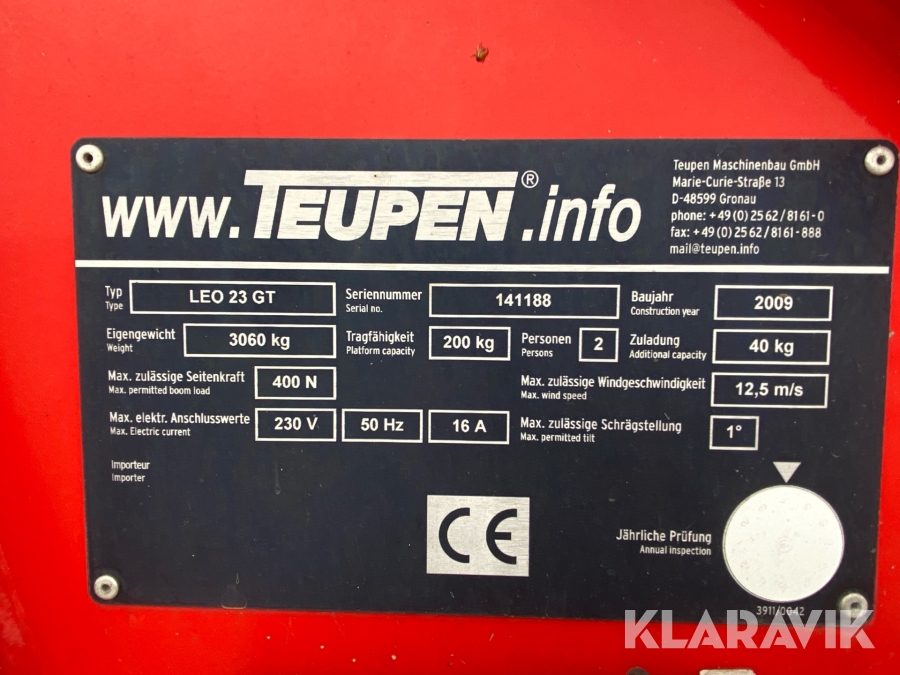 www.TEUPEN®.info
Teupen Maschinenbau GmbH
Marie-Curie-Straße 13
D-48599 Gronau
phone: +49 (0) 25 62 / 81 61-0
fax: +49 (0) 25 62 / 81 61-888
mail@teupen.info
Typ LEO 23 GT Seriennummer 141188 Baujahr 2009
Type Serial no. Construction year
Eigengewicht 3060 kg Tragfähigkeit 200 kg Personen 2 Zuladung 40 kg
Weight Platform capacity Persons Additional capacity
Max. zulässige Seitenkraft 400 N Max. zulässige Windgeschwindigkeit 12,5 m/s
Max. permitted boom load Max. wind speed
Max. elektr. Anschlusswerte 230 V 50 Hz 16 A Max. zulässige Schrägstellung 1°
Max. Electric current Max. permitted tilt
Importeur
Importer
CE
Jährliche Prüfung
Annual inspection
3911/0042
KLARAVIK